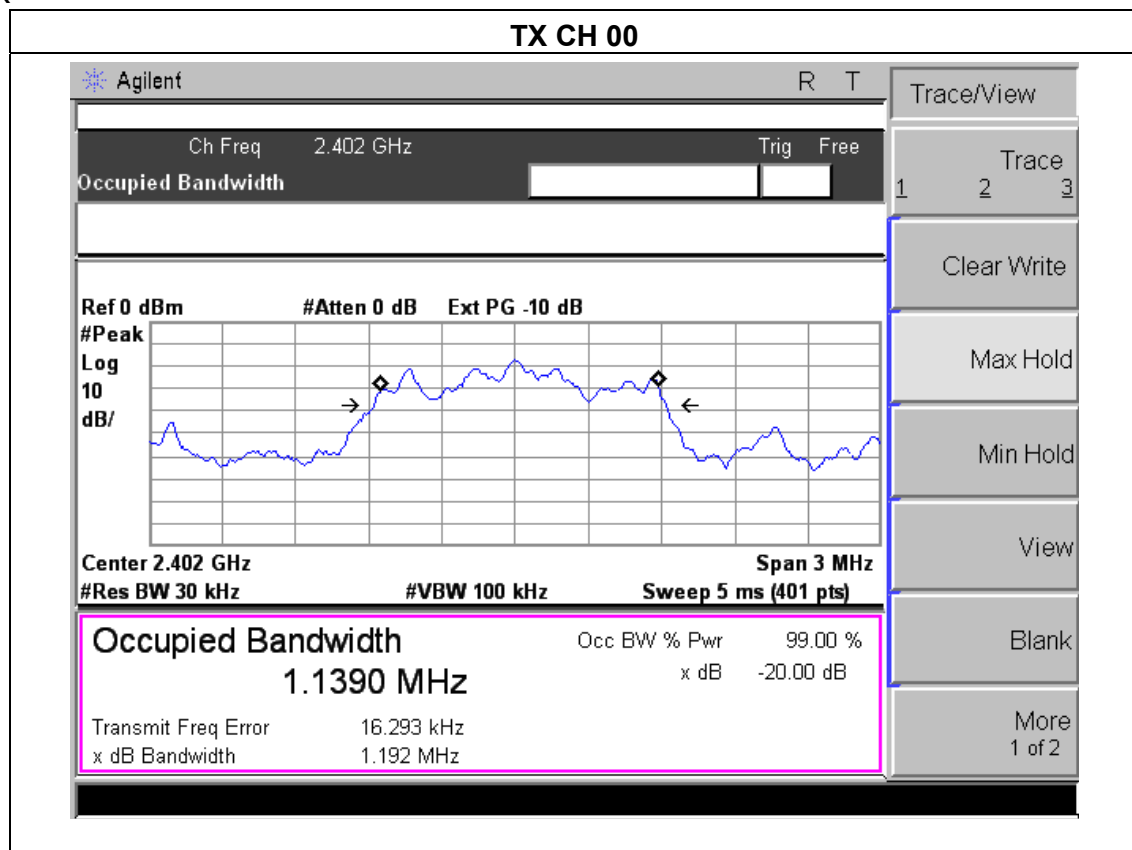 TX CH 00
Agilent R T
Trace/View
Ch Freq 2.402 GHz Trig Free
Occupied Bandwidth
Trace
1 2 3
Clear Write
Max Hold
Min Hold
View
Blank
More
1 of 2
Ref 0 dBm #Atten 0 dB Ext PG -10 dB
#Peak
Log
10
dB/
Center 2.402 GHz Span 3 MHz
#Res BW 30 kHz #VBW 100 kHz Sweep 5 ms (401 pts)
Occupied Bandwidth Occ BW % Pwr 99.00 %
1.1390 MHz x dB -20.00 dB
Transmit Freq Error 16.293 kHz
x dB Bandwidth 1.192 MHz